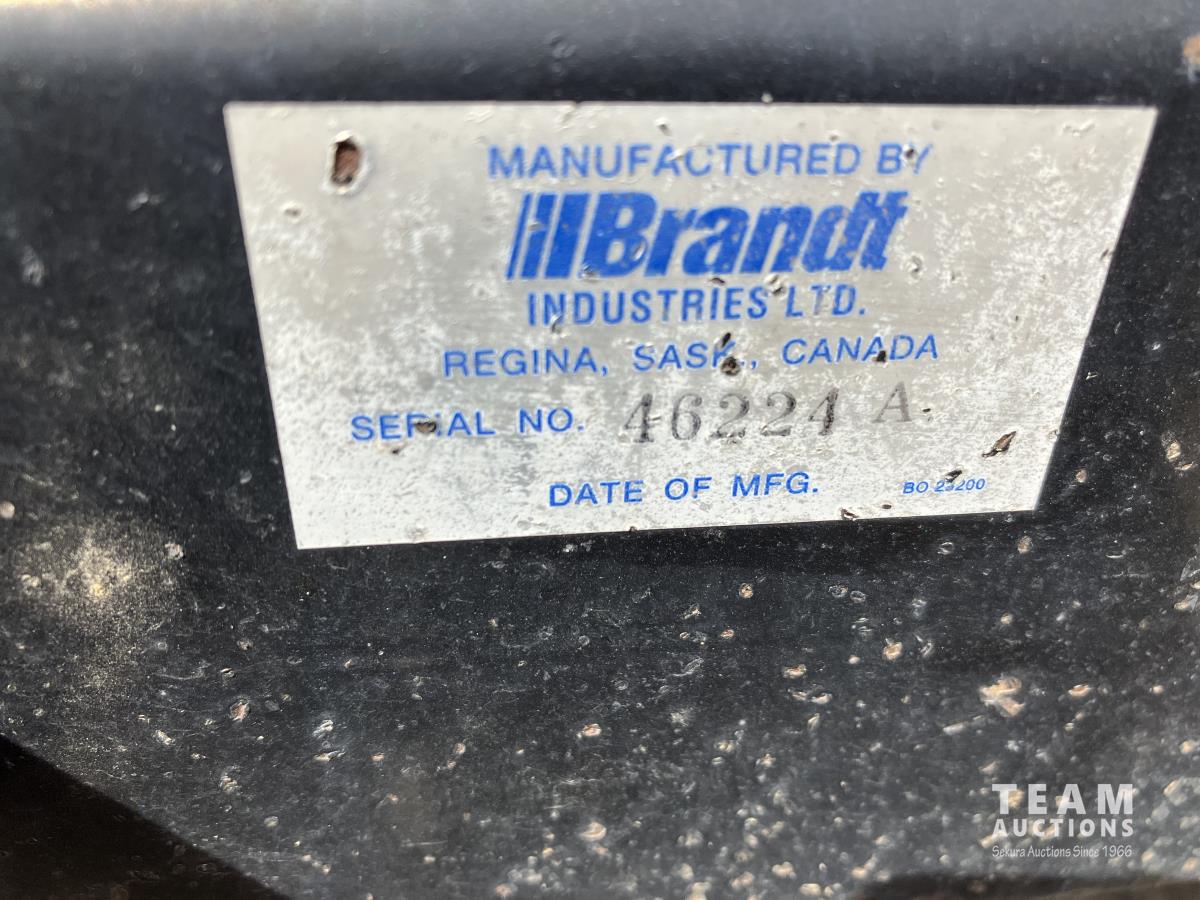 MANUFACTURED BY
Brandt
INDUSTRIES LTD.
REGINA, SASK., CANADA
SERIAL NO. 46224 A
DATE OF MFG. BO 23200
TEAM
AUCTIONS
Sekura Auctions Since 1966